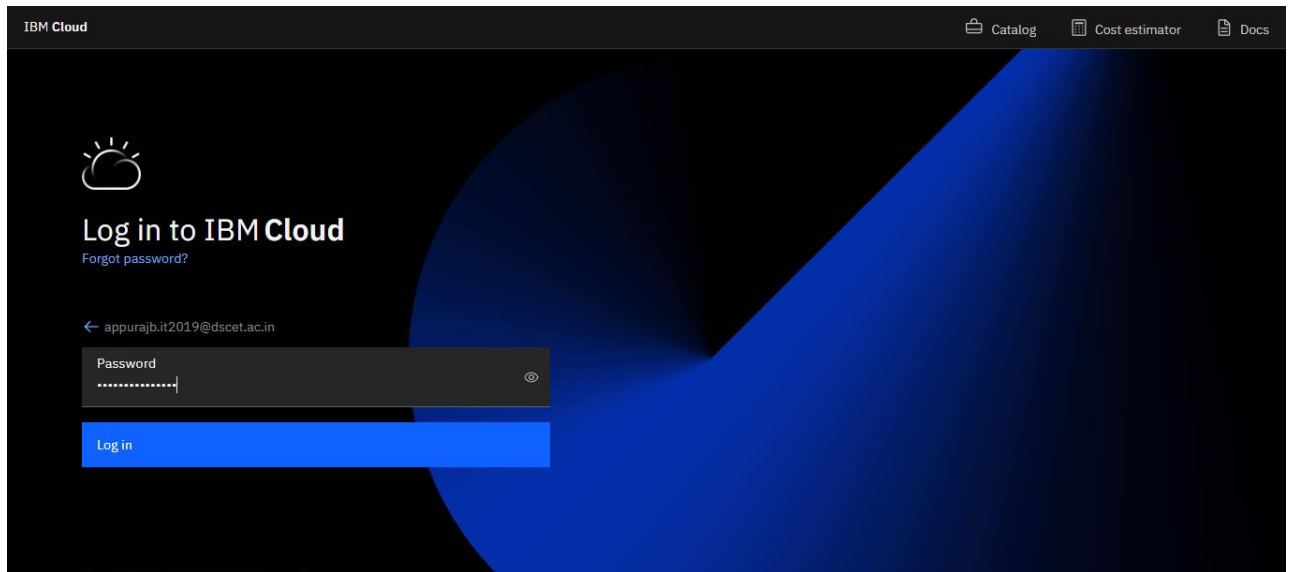 IBM Cloud Catalog Cost estimator Docs
Log in to IBM Cloud
Forgot password?
← appurajb.it2019@dscet.ac.in
Password
•••••••••••••••
Log in